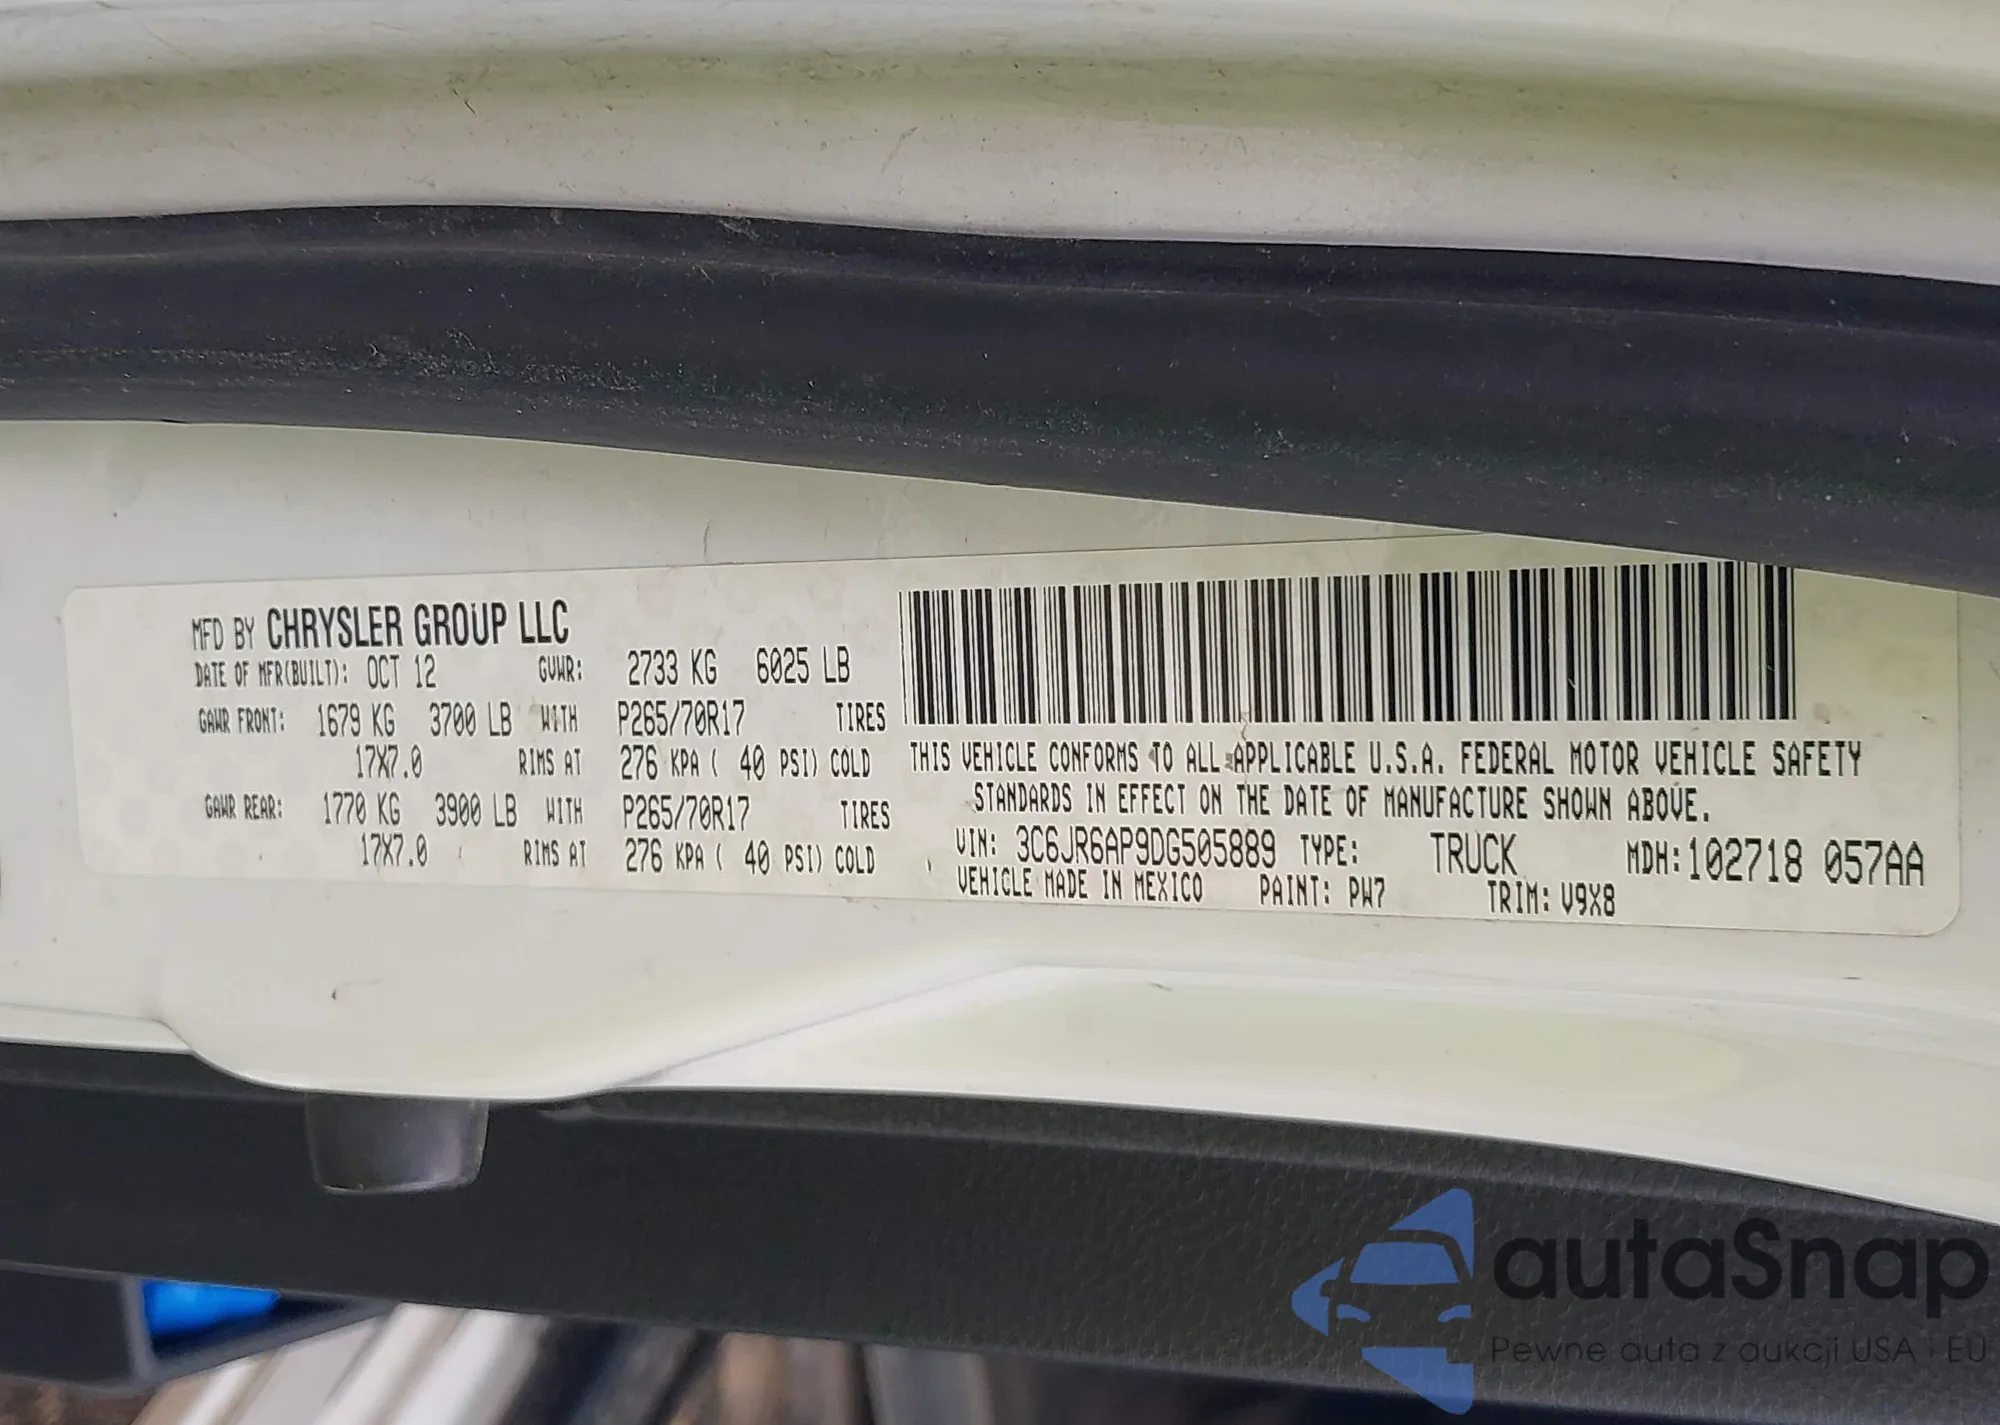 MFD BY CHRYSLER GROUP LLC
DATE OF MFR(BUILT): OCT 12 GVWR: 2733 KG 6025 LB
GAWR FRONT: 1679 KG 3700 LB WITH P265/70R17 TIRES
17X7.0 RIMS AT 276 KPA ( 40 PSI) COLD
GAWR REAR: 1770 KG 3900 LB WITH P265/70R17 TIRES
17X7.0 RIMS AT 276 KPA ( 40 PSI) COLD
THIS VEHICLE CONFORMS TO ALL APPLICABLE U.S.A. FEDERAL MOTOR VEHICLE SAFETY
STANDARDS IN EFFECT ON THE DATE OF MANUFACTURE SHOWN ABOVE.
VIN: 3C6JR6AP9DG505889 TYPE: TRUCK MDH: 102718 057AA
VEHICLE MADE IN MEXICO PAINT: PW7 TRIM: V9X8
autaSnap
Pewne auta z aukcji USA i EU